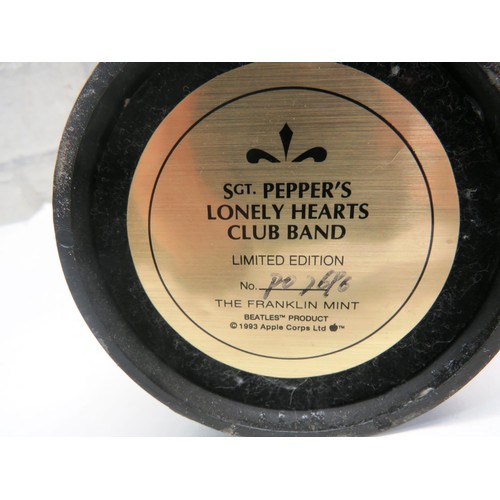 SGT. PEPPER'S
LONELY HEARTS
CLUB BAND
LIMITED EDITION
No.
THE FRANKLIN MINT
BEATLES™ PRODUCT
© 1993 Apple Corps Ltd ™